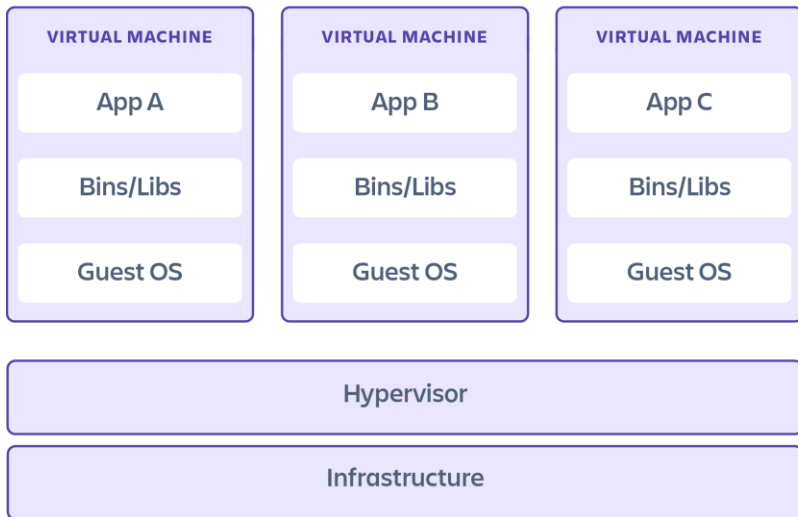 VIRTUAL MACHINE VIRTUAL MACHINE VIRTUAL MACHINE
App A App B App C
Bins/Libs Bins/Libs Bins/Libs
Guest OS Guest OS Guest OS
Hypervisor
Infrastructure